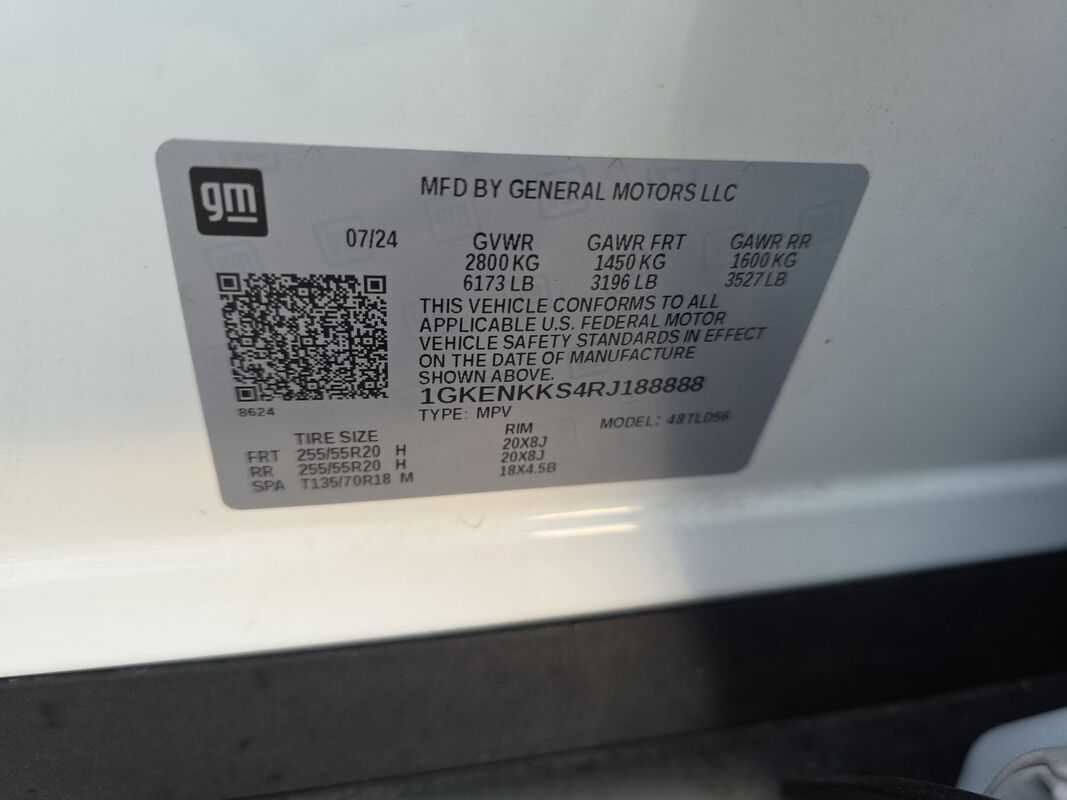 gm
MFD BY GENERAL MOTORS LLC
07/24 GVWR GAWR FRT GAWR RR
2800 KG 1450 KG 1600 KG
6173 LB 3196 LB 3527 LB
THIS VEHICLE CONFORMS TO ALL
APPLICABLE U.S. FEDERAL MOTOR
VEHICLE SAFETY STANDARDS IN EFFECT
ON THE DATE OF MANUFACTURE
SHOWN ABOVE.
1GKENKKS4RJ188888
8624 TYPE: MPV MODEL: 48TLD56
TIRE SIZE RIM
FRT 255/55R20 H 20X8J
RR 255/55R20 H 20X8J
SPA T135/70R18 M 18X4.5B